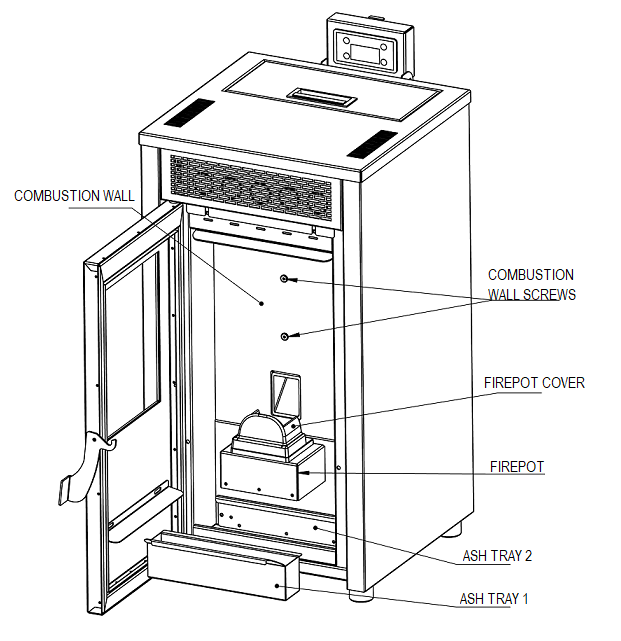 COMBUSTION WALL
COMBUSTION
WALL SCREWS
FIREPOT COVER
FIREPOT
ASH TRAY 2
ASH TRAY 1